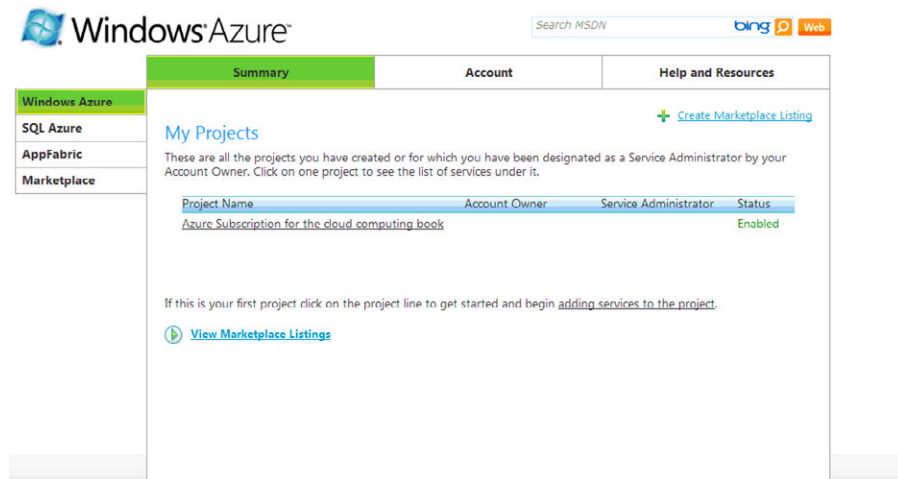 Windows Azure™
Search MSDN
bing
Web
Summary
Account
Help and Resources
Windows Azure
SQL Azure
AppFabric
Marketplace
Create Marketplace Listing
My Projects
These are all the projects you have created or for which you have been designated as a Service Administrator by your
Account Owner. Click on one project to see the list of services under it.
Project Name Account Owner Service Administrator Status
Azure Subscription for the cloud computing book Enabled
If this is your first project click on the project line to get started and begin adding services to the project.
View Marketplace Listings